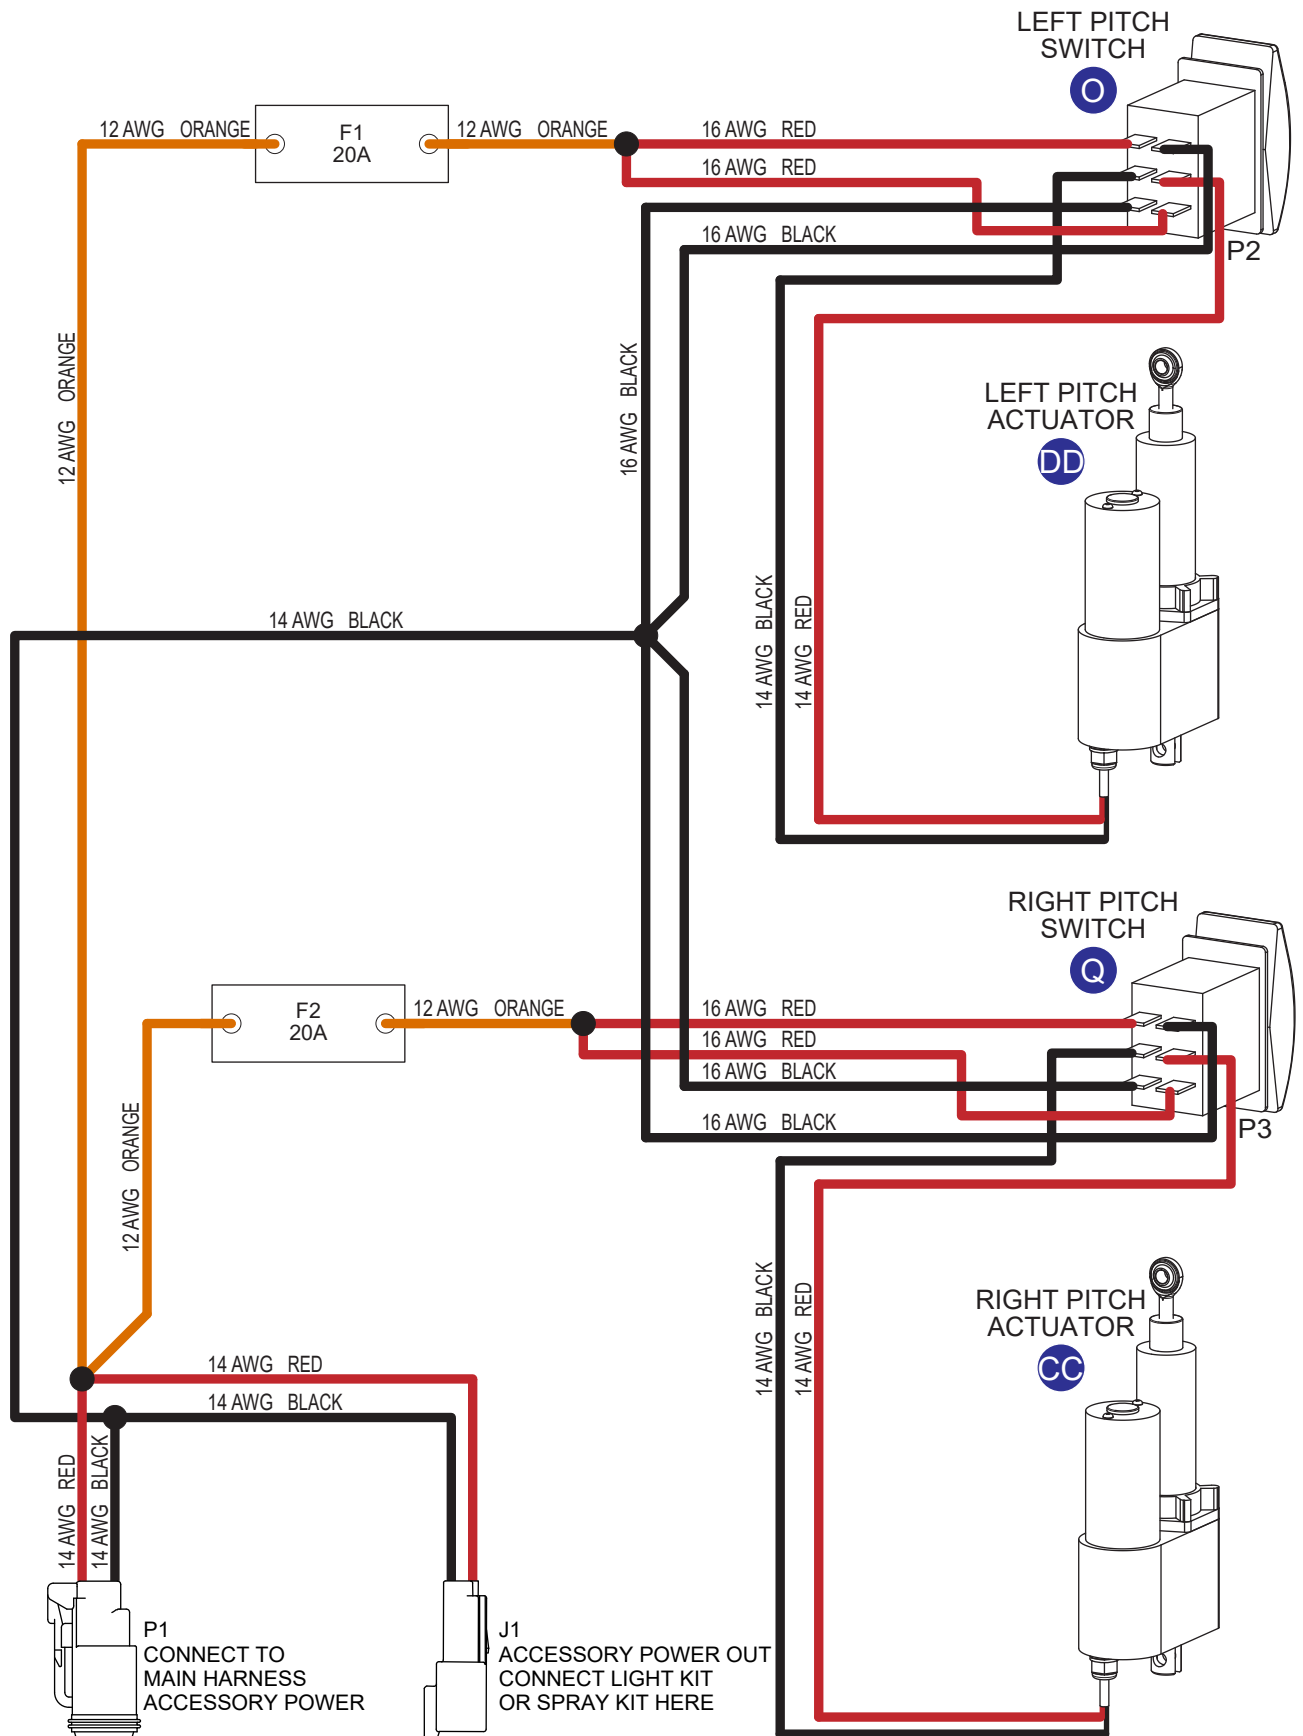 LEFT PITCH
SWITCH
O
12 AWG ORANGE
F1
20A
12 AWG ORANGE
16 AWG RED
16 AWG RED
16 AWG BLACK
P2
12 AWG ORANGE
16 AWG BLACK
LEFT PITCH
ACTUATOR
DD
14 AWG BLACK
14 AWG BLACK
14 AWG RED
RIGHT PITCH
SWITCH
Q
F2
20A
12 AWG ORANGE
16 AWG RED
16 AWG RED
16 AWG BLACK
16 AWG BLACK
P3
12 AWG ORANGE
14 AWG BLACK
14 AWG RED
RIGHT PITCH
ACTUATOR
CC
14 AWG RED
14 AWG BLACK
14 AWG RED
14 AWG BLACK
P1
CONNECT TO
MAIN HARNESS
ACCESSORY POWER
J1
ACCESSORY POWER OUT
CONNECT LIGHT KIT
OR SPRAY KIT HERE